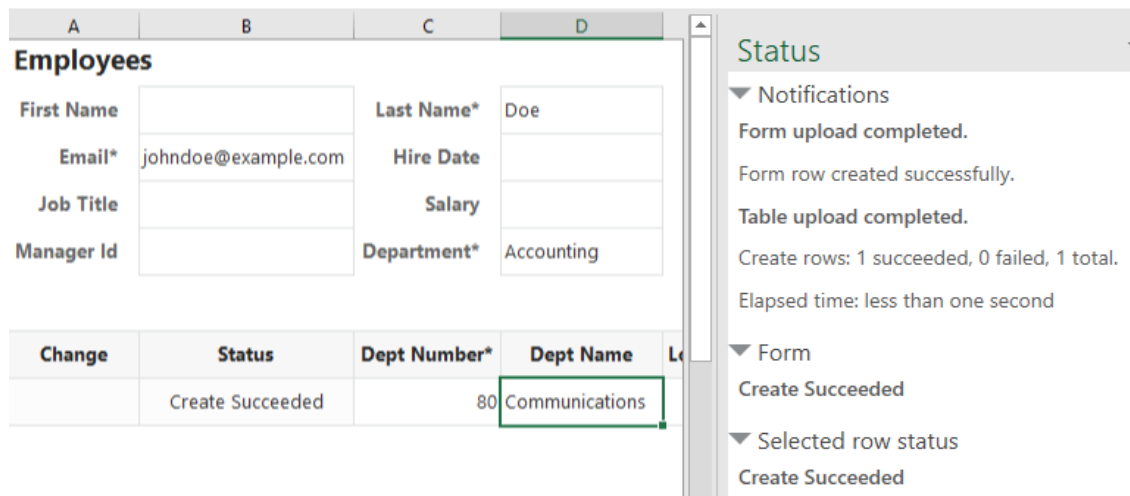 A B C D
Employees
First Name Last Name* Doe
Email* johndoe@example.com Hire Date
Job Title Salary
Manager Id Department* Accounting
Change Status Dept Number* Dept Name
Create Succeeded 80 Communications
Status
Notifications
Form upload completed.
Form row created successfully.
Table upload completed.
Create rows: 1 succeeded, 0 failed, 1 total.
Elapsed time: less than one second
Form
Create Succeeded
Selected row status
Create Succeeded